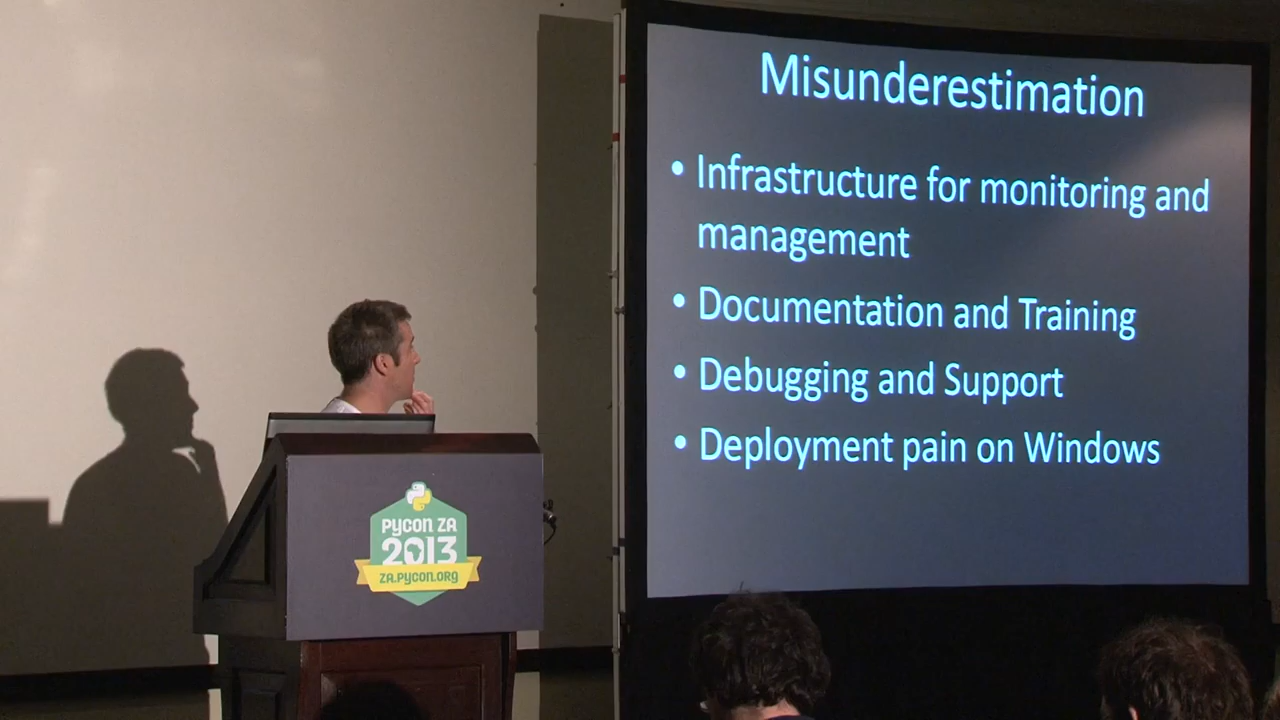 Misunderestimation
• Infrastructure for monitoring and
management
• Documentation and Training
• Debugging and Support
• Deployment pain on Windows
PYCON ZA
2013
ZA.PYCON.ORG